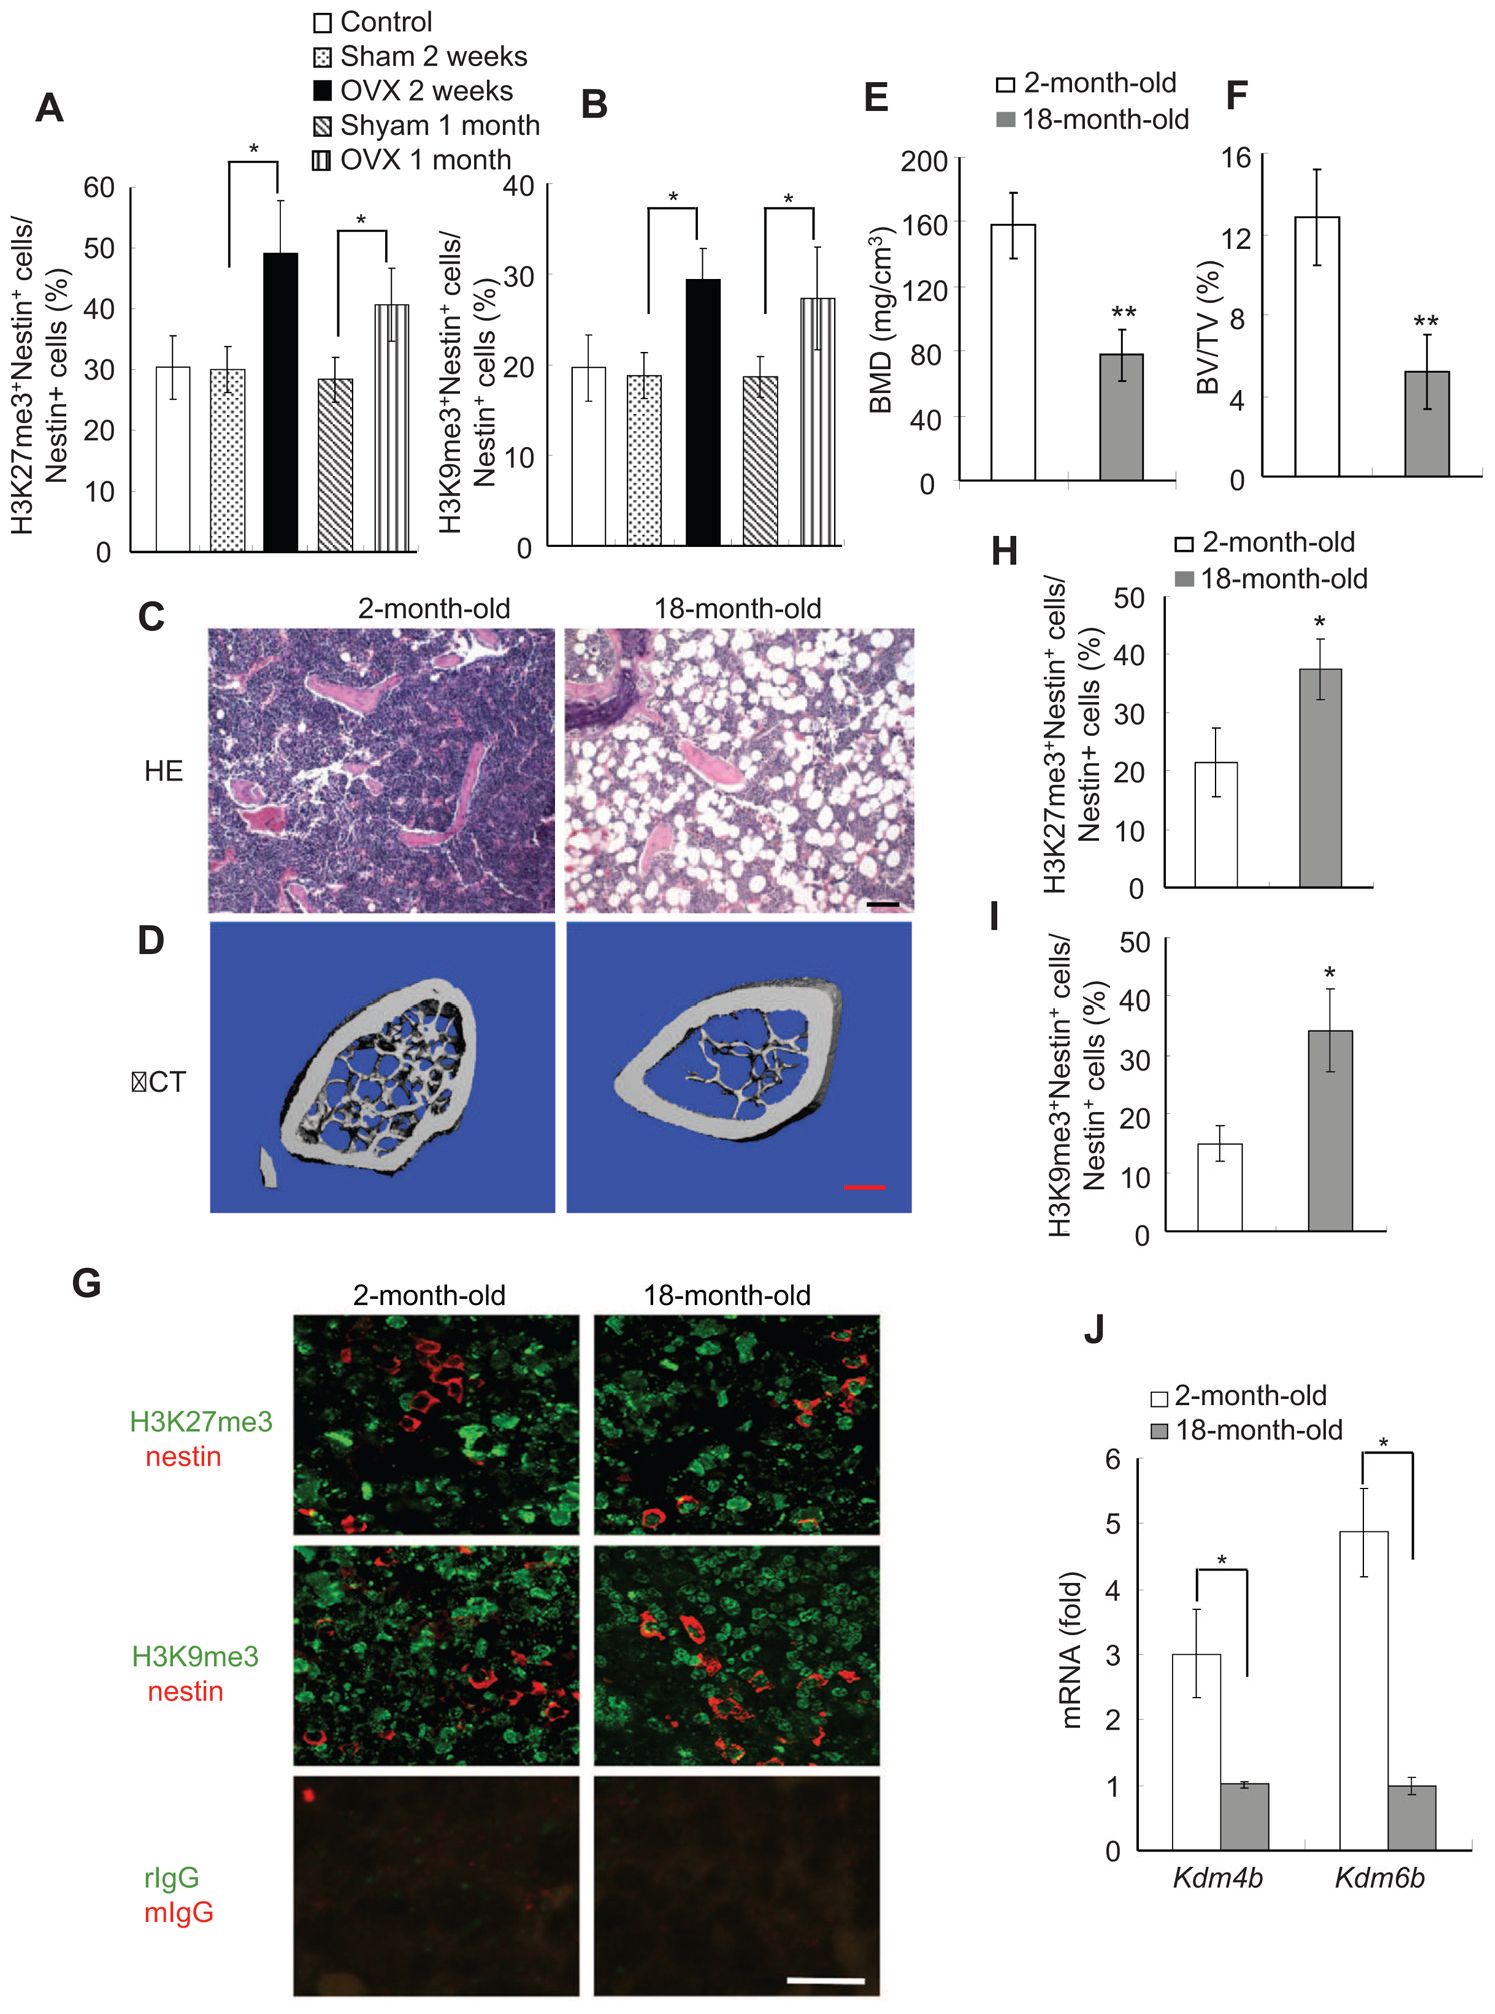 Control
Sham 2 weeks
OVX 2 weeks
Shyam 1 month
OVX 1 month
A
H3K27me3⁺Nestin⁺ cells/
Nestin+ cells (%)
60
50
40
30
20
10
0
*
*
B
H3K9me3⁺Nestin⁺ cells/
Nestin⁺ cells (%)
40
30
20
10
0
*
*
2-month-old
18-month-old
E
BMD (mg/cm³)
200
160
120
80
40
0
**
F
BV/TV (%)
16
12
8
4
0
**
C
2-month-old
18-month-old
HE
D
CT
H
2-month-old
18-month-old
H3K27me3⁺Nestin⁺ cells/
Nestin+ cells (%)
50
40
30
20
10
0
*
I
H3K9me3⁺Nestin⁺ cells/
Nestin⁺ cells (%)
50
40
30
20
10
0
*
G
2-month-old
18-month-old
H3K27me3
nestin
H3K9me3
nestin
rIgG
mIgG
J
2-month-old
18-month-old
mRNA (fold)
6
5
4
3
2
1
0
*
*
Kdm4b
Kdm6b